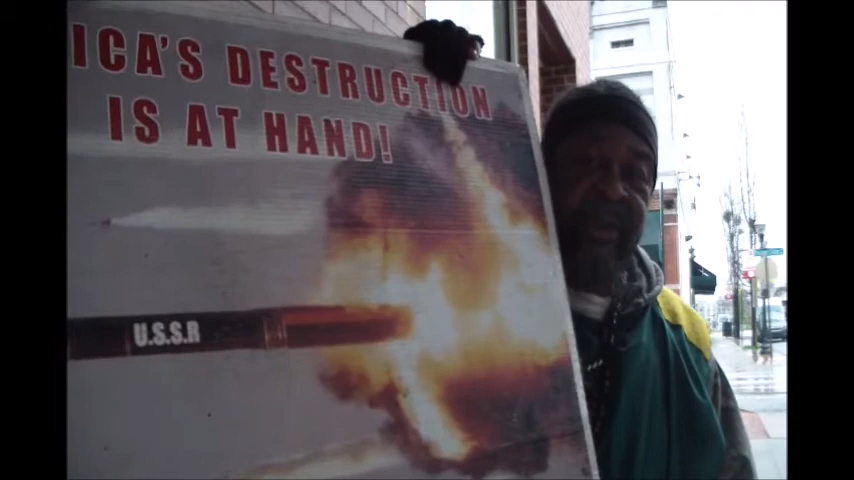 ICA'S DESTRUCTION
IS AT HAND!
U.S.S.R